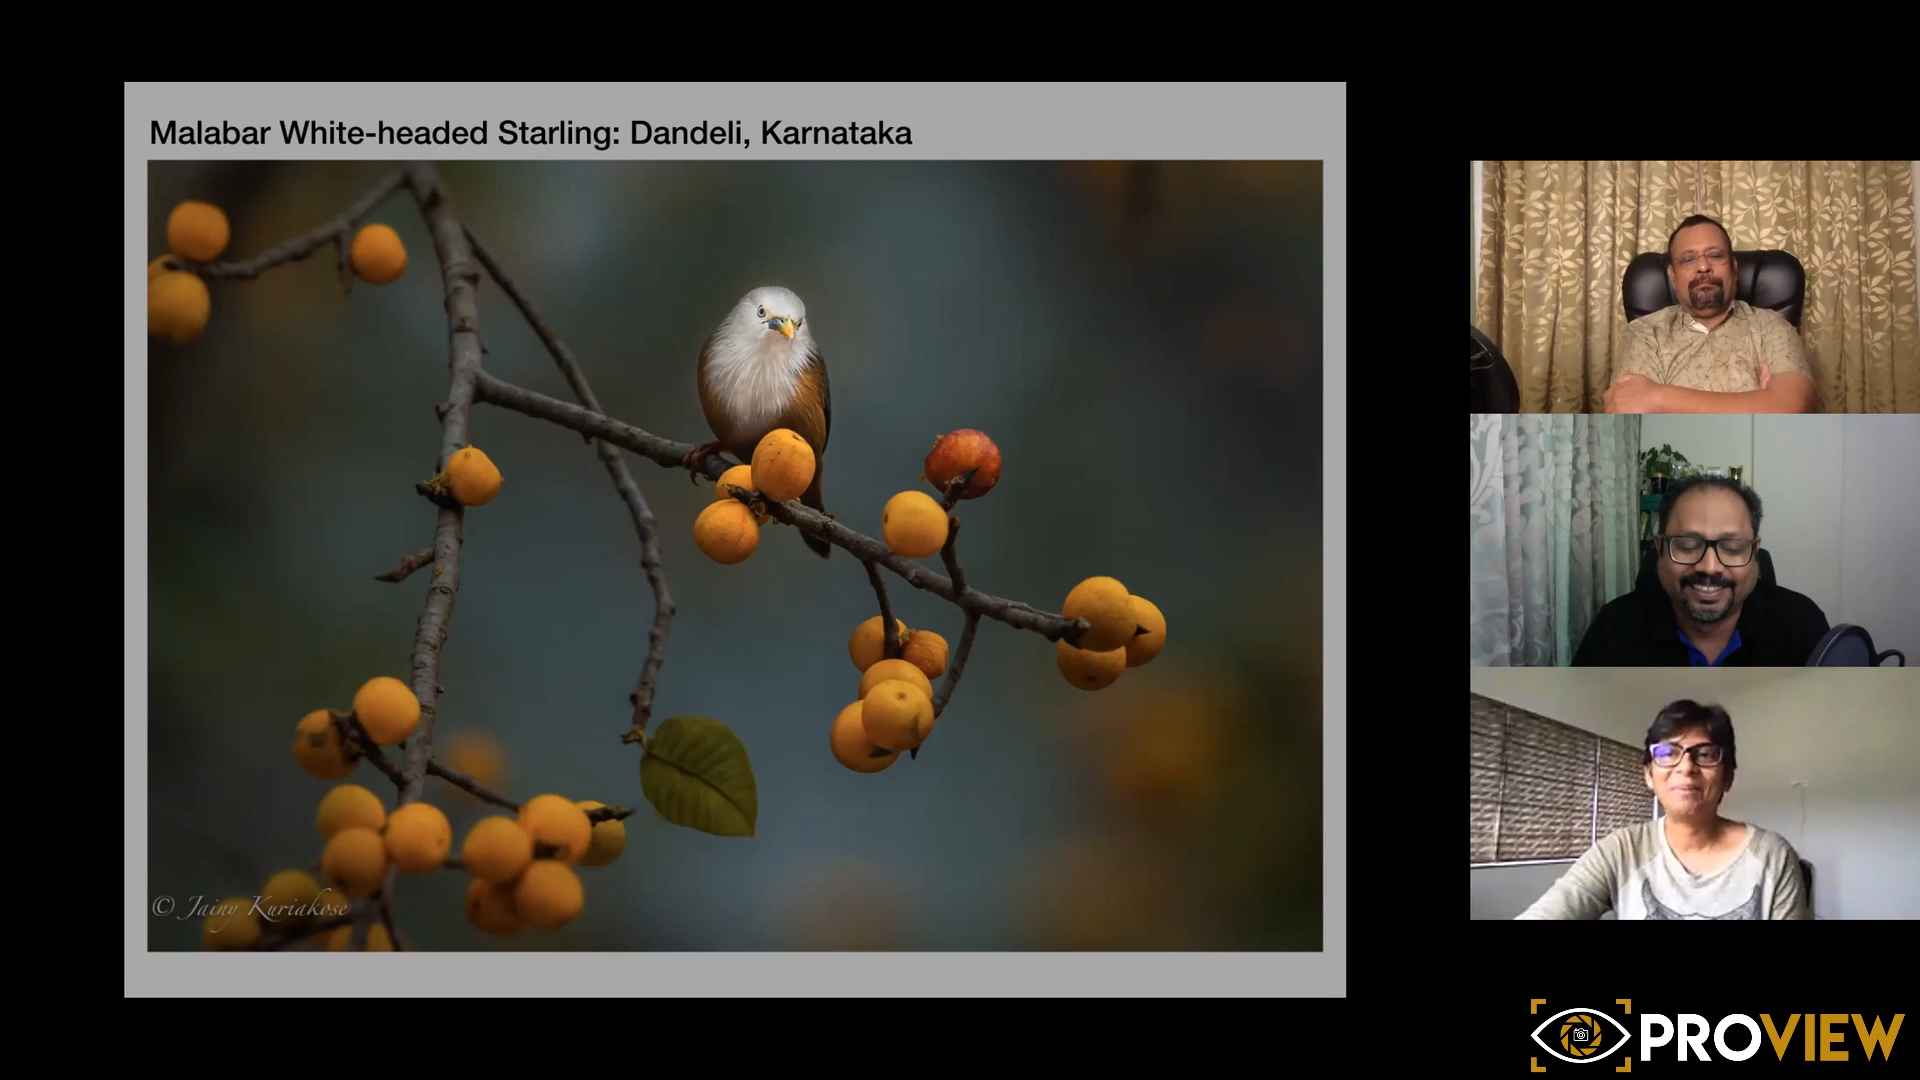 Malabar White-headed Starling: Dandeli, Karnataka
© Jainy Kuriakose
PROVIEW